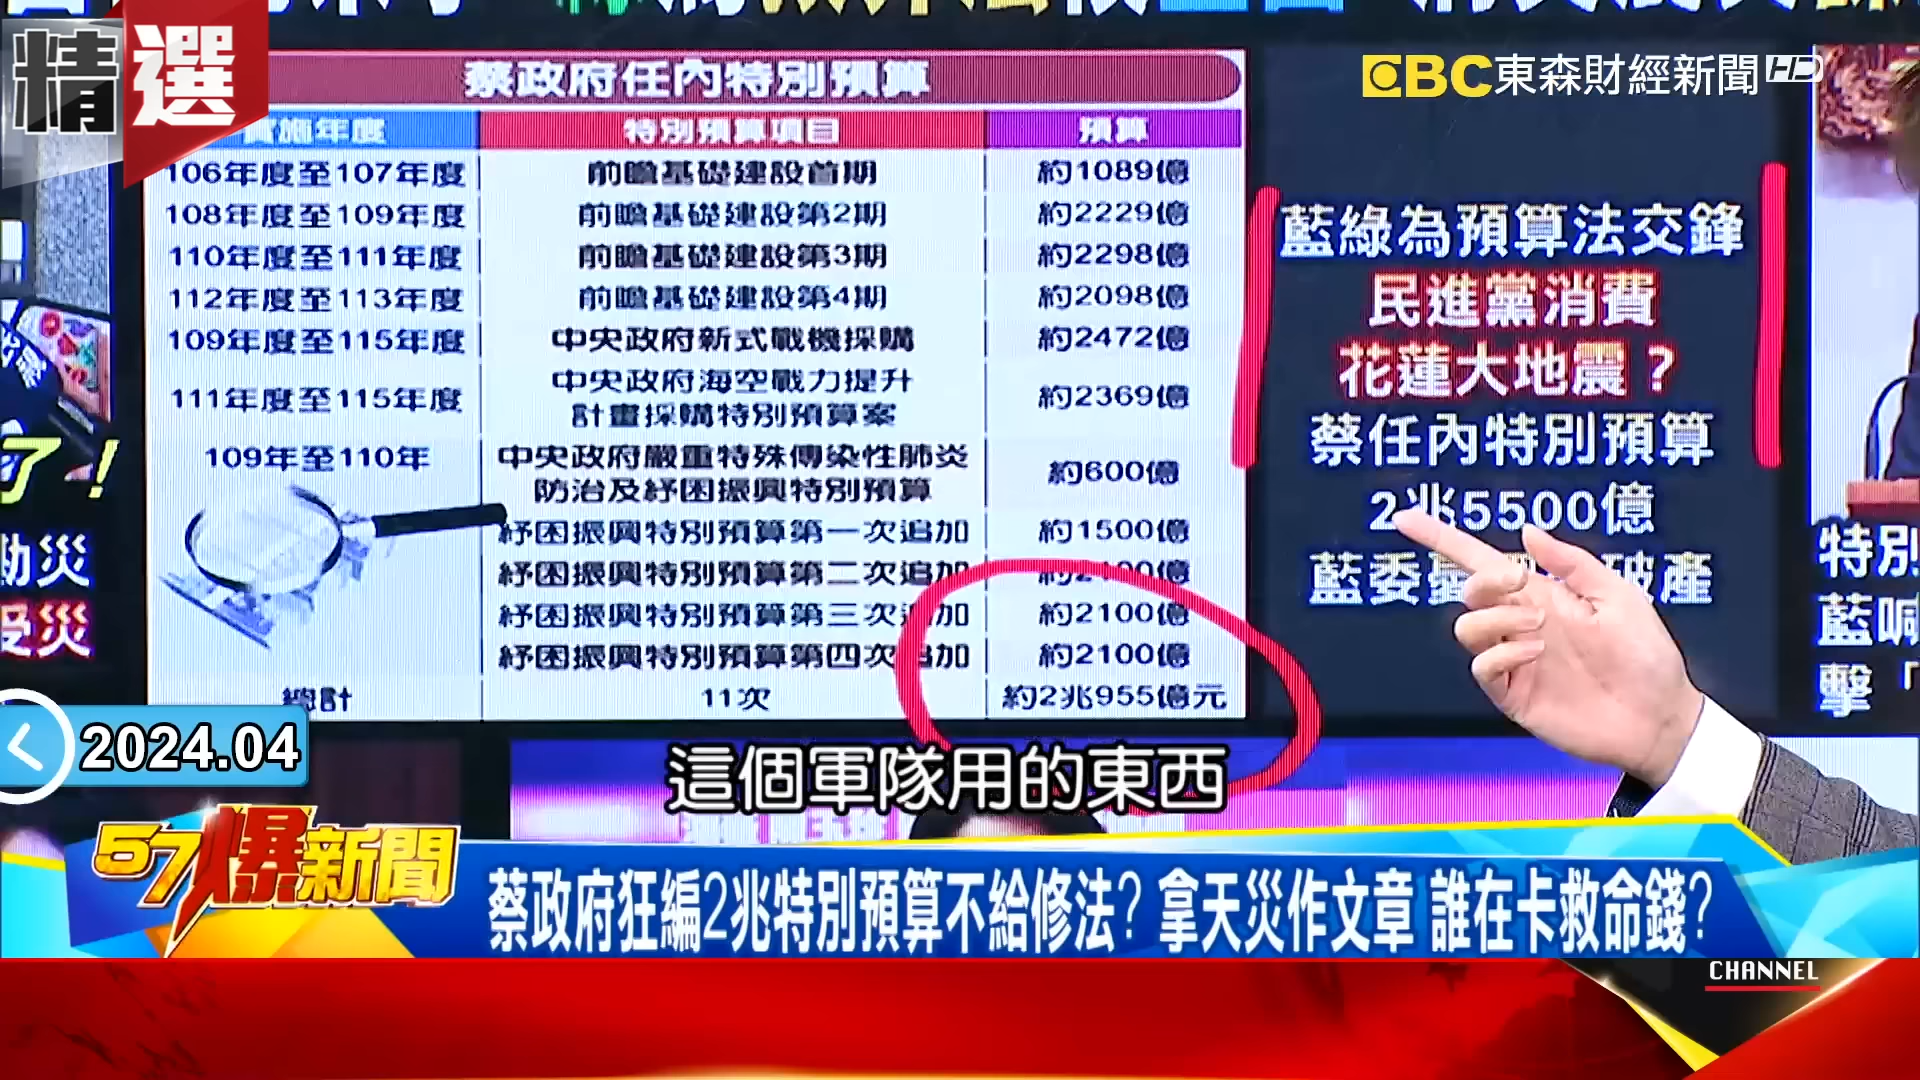 精選
EBC東森財經新聞HD
蔡政府任內特別預算
實施年度 特別預算項目 預算
106年度至107年度 前瞻基礎建設首期 約1089億
108年度至109年度 前瞻基礎建設第2期 約2229億
110年度至111年度 前瞻基礎建設第3期 約2298億
112年度至113年度 前瞻基礎建設第4期 約2098億
109年度至115年度 中央政府新式戰機採購 約2472億
111年度至115年度 中央政府海空戰力提升
計畫採購特別預算案 約2369億
109年至110年 中央政府嚴重特殊傳染性肺炎
防治及紓困振興特別預算 約600億
紓困振興特別預算第一次追加 約1500億
紓困振興特別預算第二次追加 約2100億
紓困振興特別預算第三次追加 約2100億
紓困振興特別預算第四次追加 約2100億
總計 11次 約2兆955億元
藍綠為預算法交鋒
民進黨消費
花蓮大地震？
蔡任內特別預算
2兆5500億
藍委 破產
了！
災
受災
特別
藍喊
擊「
2024.04
這個軍隊用的東西
57爆新聞
蔡政府狂編2兆特別預算不給修法? 拿天災作文章 誰在卡救命錢?
CHANNEL